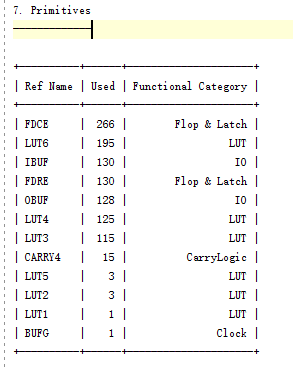 7. Primitives
-------------
+----------+------+---------------------+
| Ref Name | Used | Functional Category |
+----------+------+---------------------+
| FDCE     |  266 |        Flop & Latch |
| LUT6     |  195 |                 LUT |
| IBUF     |  130 |                  IO |
| FDRE     |  130 |        Flop & Latch |
| OBUF     |  128 |                  IO |
| LUT4     |  125 |                 LUT |
| LUT3     |  115 |                 LUT |
| CARRY4   |   15 |          CarryLogic |
| LUT5     |    3 |                 LUT |
| LUT2     |    3 |                 LUT |
| LUT1     |    1 |                 LUT |
| BUFG     |    1 |               Clock |
+----------+------+---------------------+